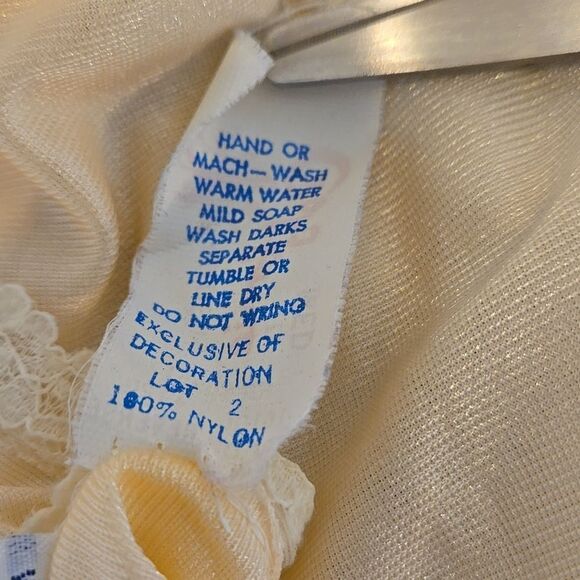 HAND OR
MACH-WASH
WARM WATER
MILD SOAP
WASH DARKS
SEPARATE
TUMBLE OR
LINE DRY
DO NOT WRING
EXCLUSIVE OF
DECORATION
LOT 2
100% NYLON